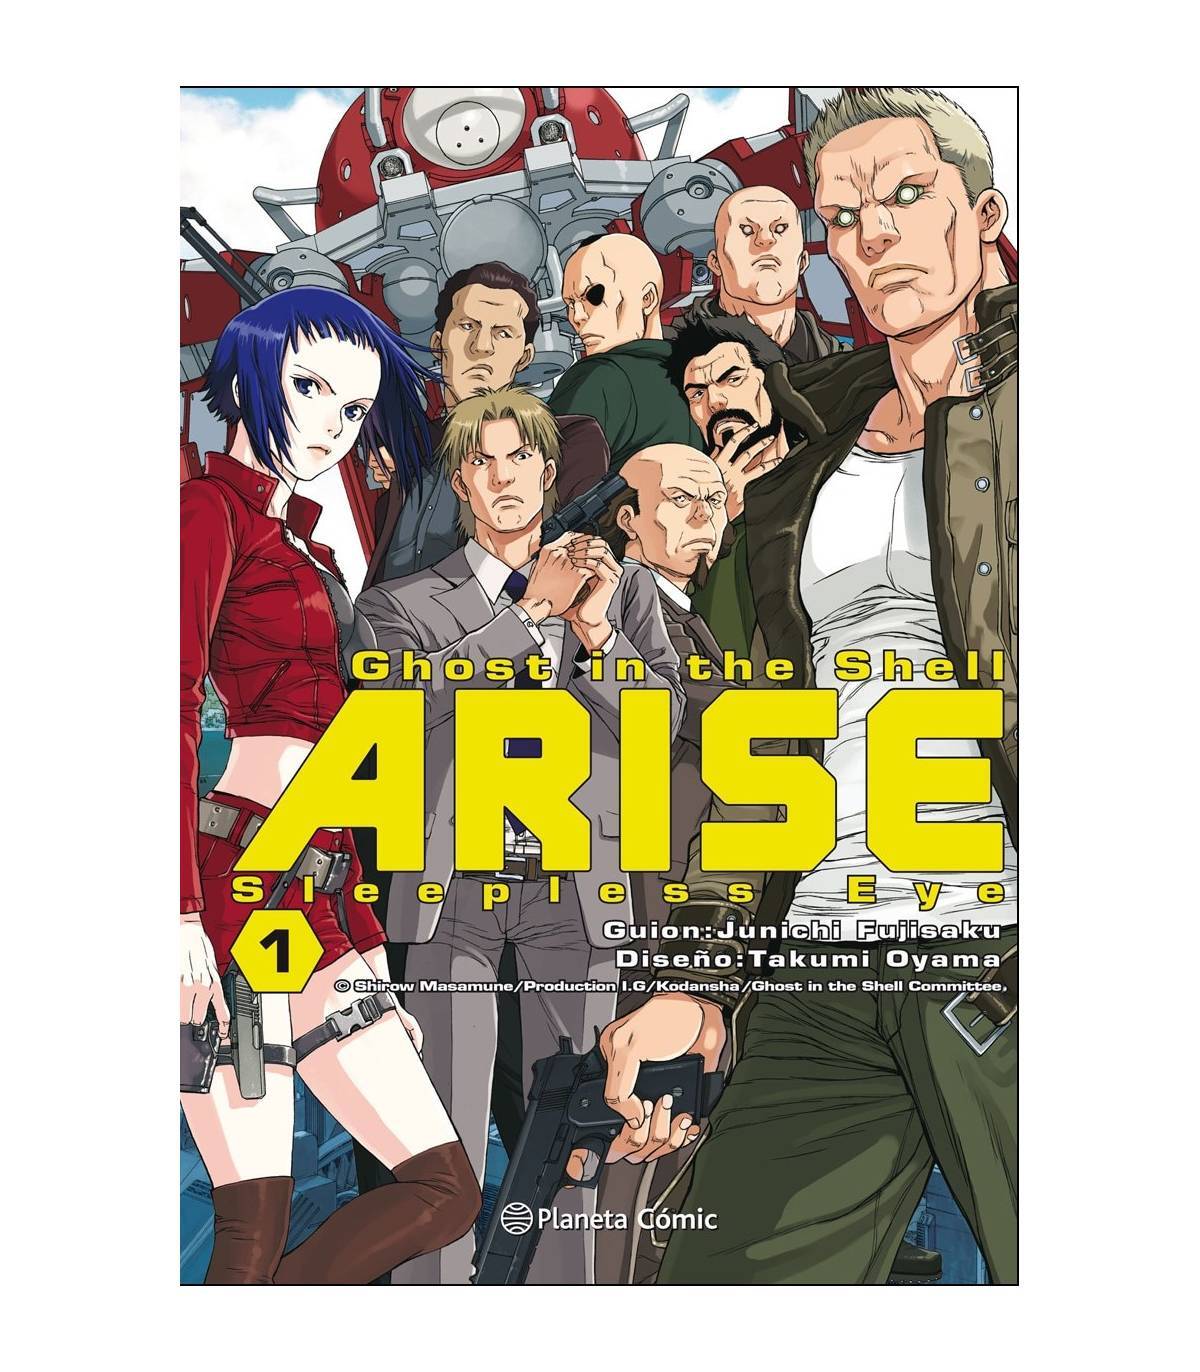 Ghost in the Shell
ARISE
Sleepless Eye
1
Guion:Junichi Fujisaku
Diseño:Takumi Oyama
© Shirow Masamune/Production I.G/Kodansha/Ghost in the Shell Committee.
Planeta Cómic